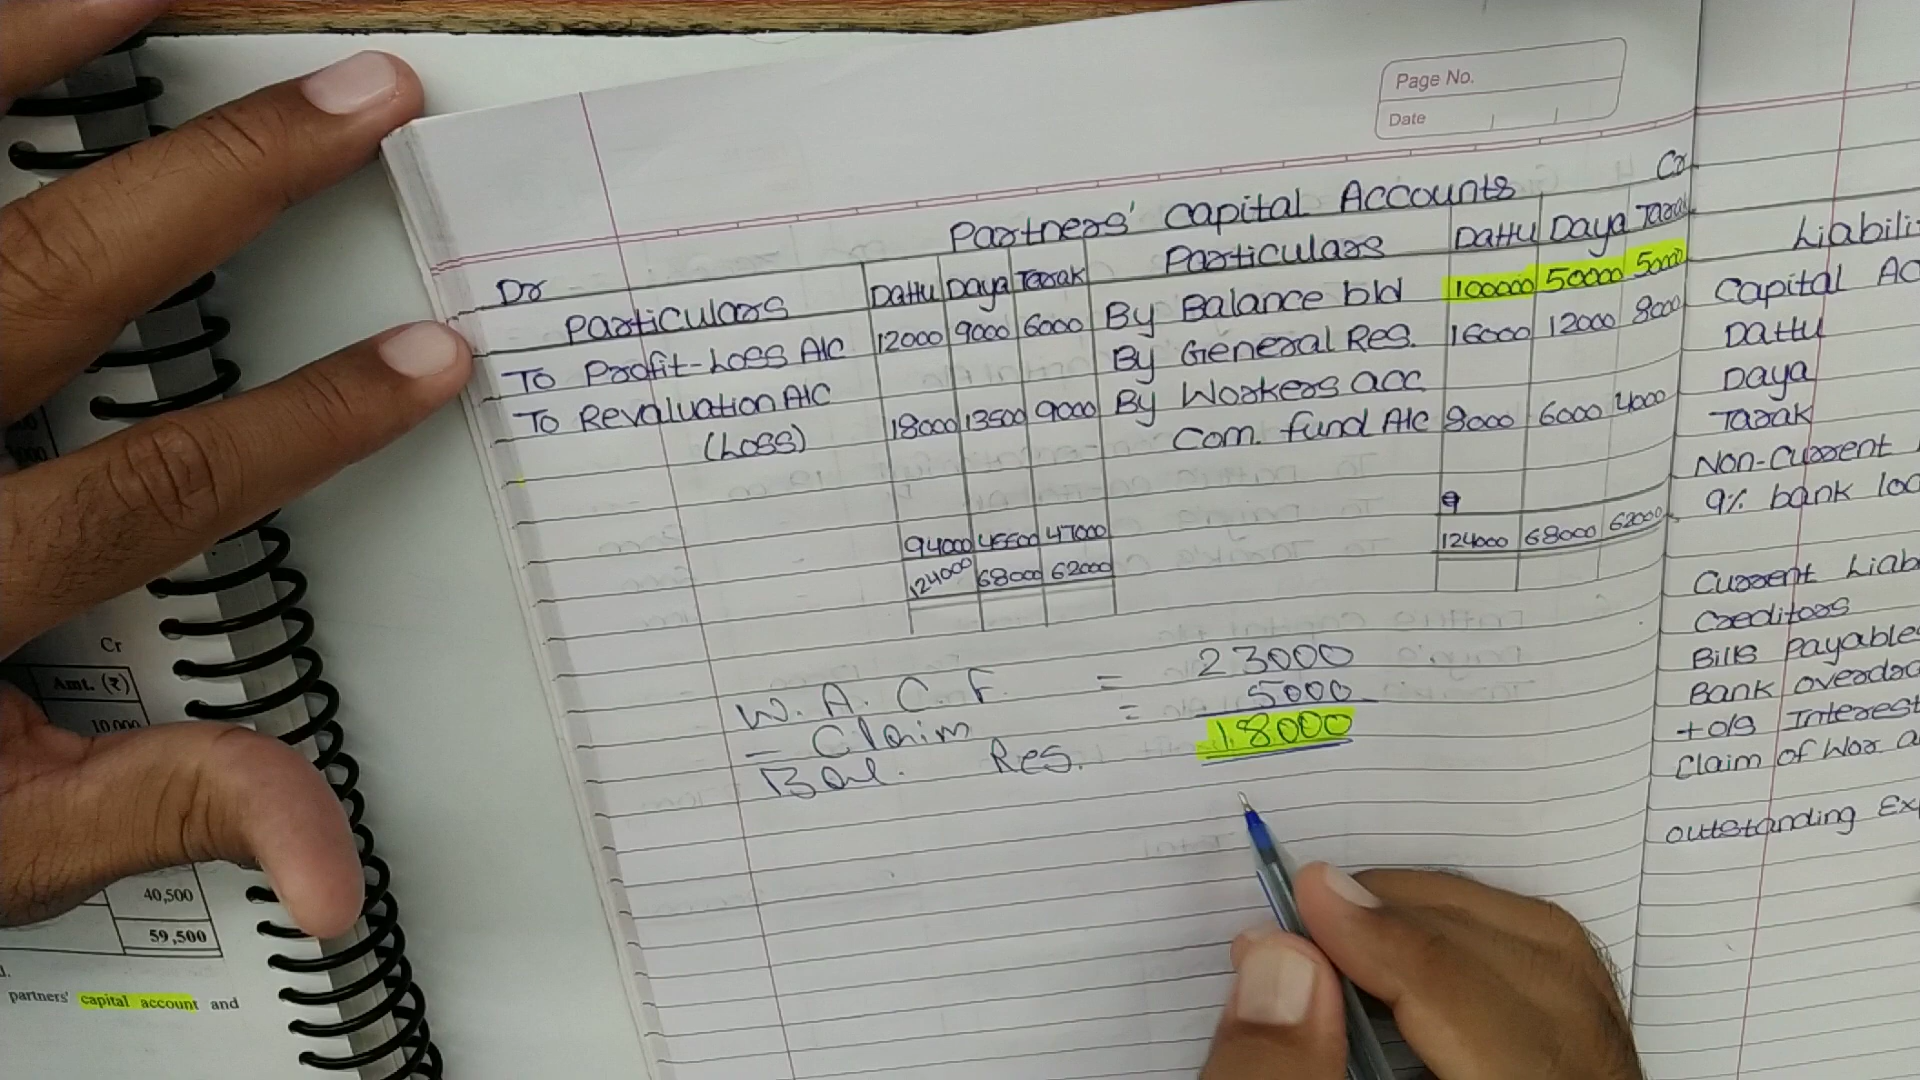 Page No.
Date
Partners' Capital Accounts
Dr Cr
Particulars Dattu Daya Tarak Particulars Dattu Daya Tarak
To Profit-Loss A/c 12000 9000 6000 By Balance b/d 100000 50000 50000
To Revaluation A/c By General Res. 16000 12000 8000
(Loss) 18000 13500 9000 By Workers acc.
Com. fund A/c 8000 6000 4000
94000 45500 47000
124000 68000 62000 124000 68000 62000
W. A. C. F. = 23000
- Claim = 5000
Bal. Res. 18000
Liabili
Capital Ac
Dattu
Daya
Tarak
Non-Current
9% bank loa
Current Liab
Creditors
Bills Payable
Bank overdra
+ o/s Interest
Claim of Wor a
outstanding Exp
Cr
Amt. (₹)
10,000
40,500
59,500
partners' capital account and